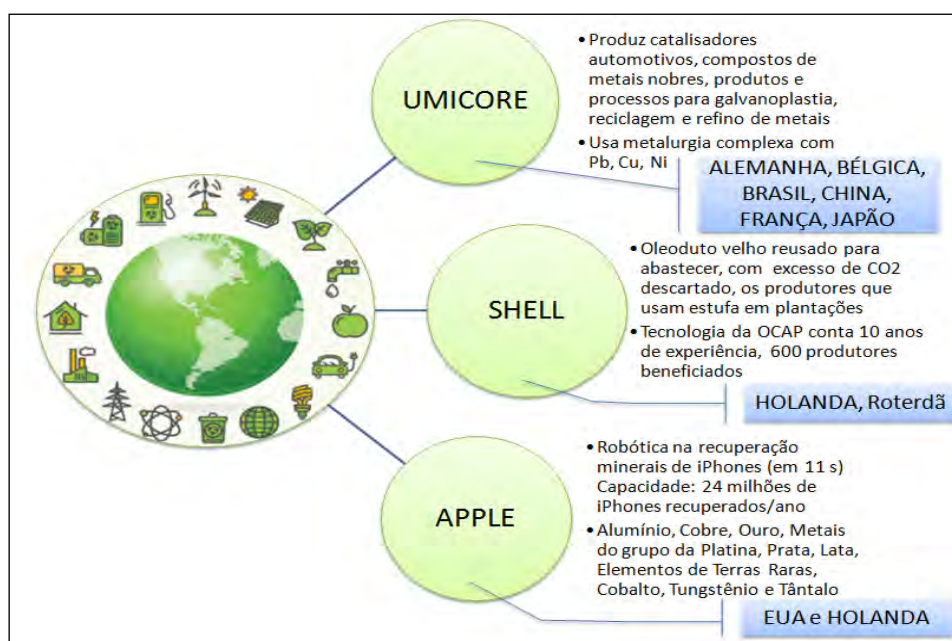 UMICORE
• Produz catalisadores
automotivos, compostos de
metais nobres, produtos e
processos para galvanoplastia,
reciclagem e refino de metais
• Usa metalurgia complexa com
Pb, Cu, Ni
ALEMANHA, BÉLGICA,
BRASIL, CHINA,
FRANÇA, JAPÃO
SHELL
• Oleoduto velho reusado para
abastecer, com excesso de CO2
descartado, os produtores que
usam estufa em plantações
• Tecnologia da OCAP conta 10 anos
de experiência, 600 produtores
beneficiados
HOLANDA, Roterdã
APPLE
• Robótica na recuperação
minerais de iPhones (em 11 s)
Capacidade: 24 milhões de
iPhones recuperados/ano
• Alumínio, Cobre, Ouro, Metais
do grupo da Platina, Prata, Lata,
Elementos de Terras Raras,
Cobalto, Tungstênio e Tântalo
EUA e HOLANDA